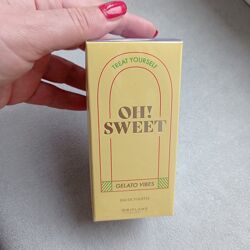 TREAT YOURSELF
OH!
SWEET
GELATO VIBES
EAU DE TOILETTE
ORIFLAME